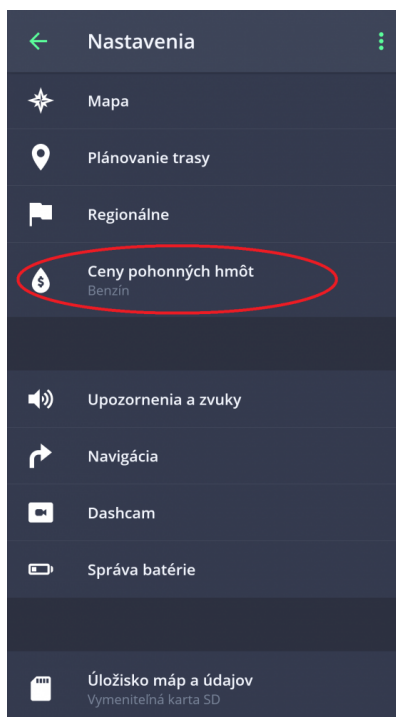 Nastavenia
Mapa
Plánovanie trasy
Regionálne
Ceny pohonných hmôt
Benzín
Upozornenia a zvuky
Navigácia
Dashcam
Správa batérie
Úložisko máp a údajov
Vymeniteľná karta SD